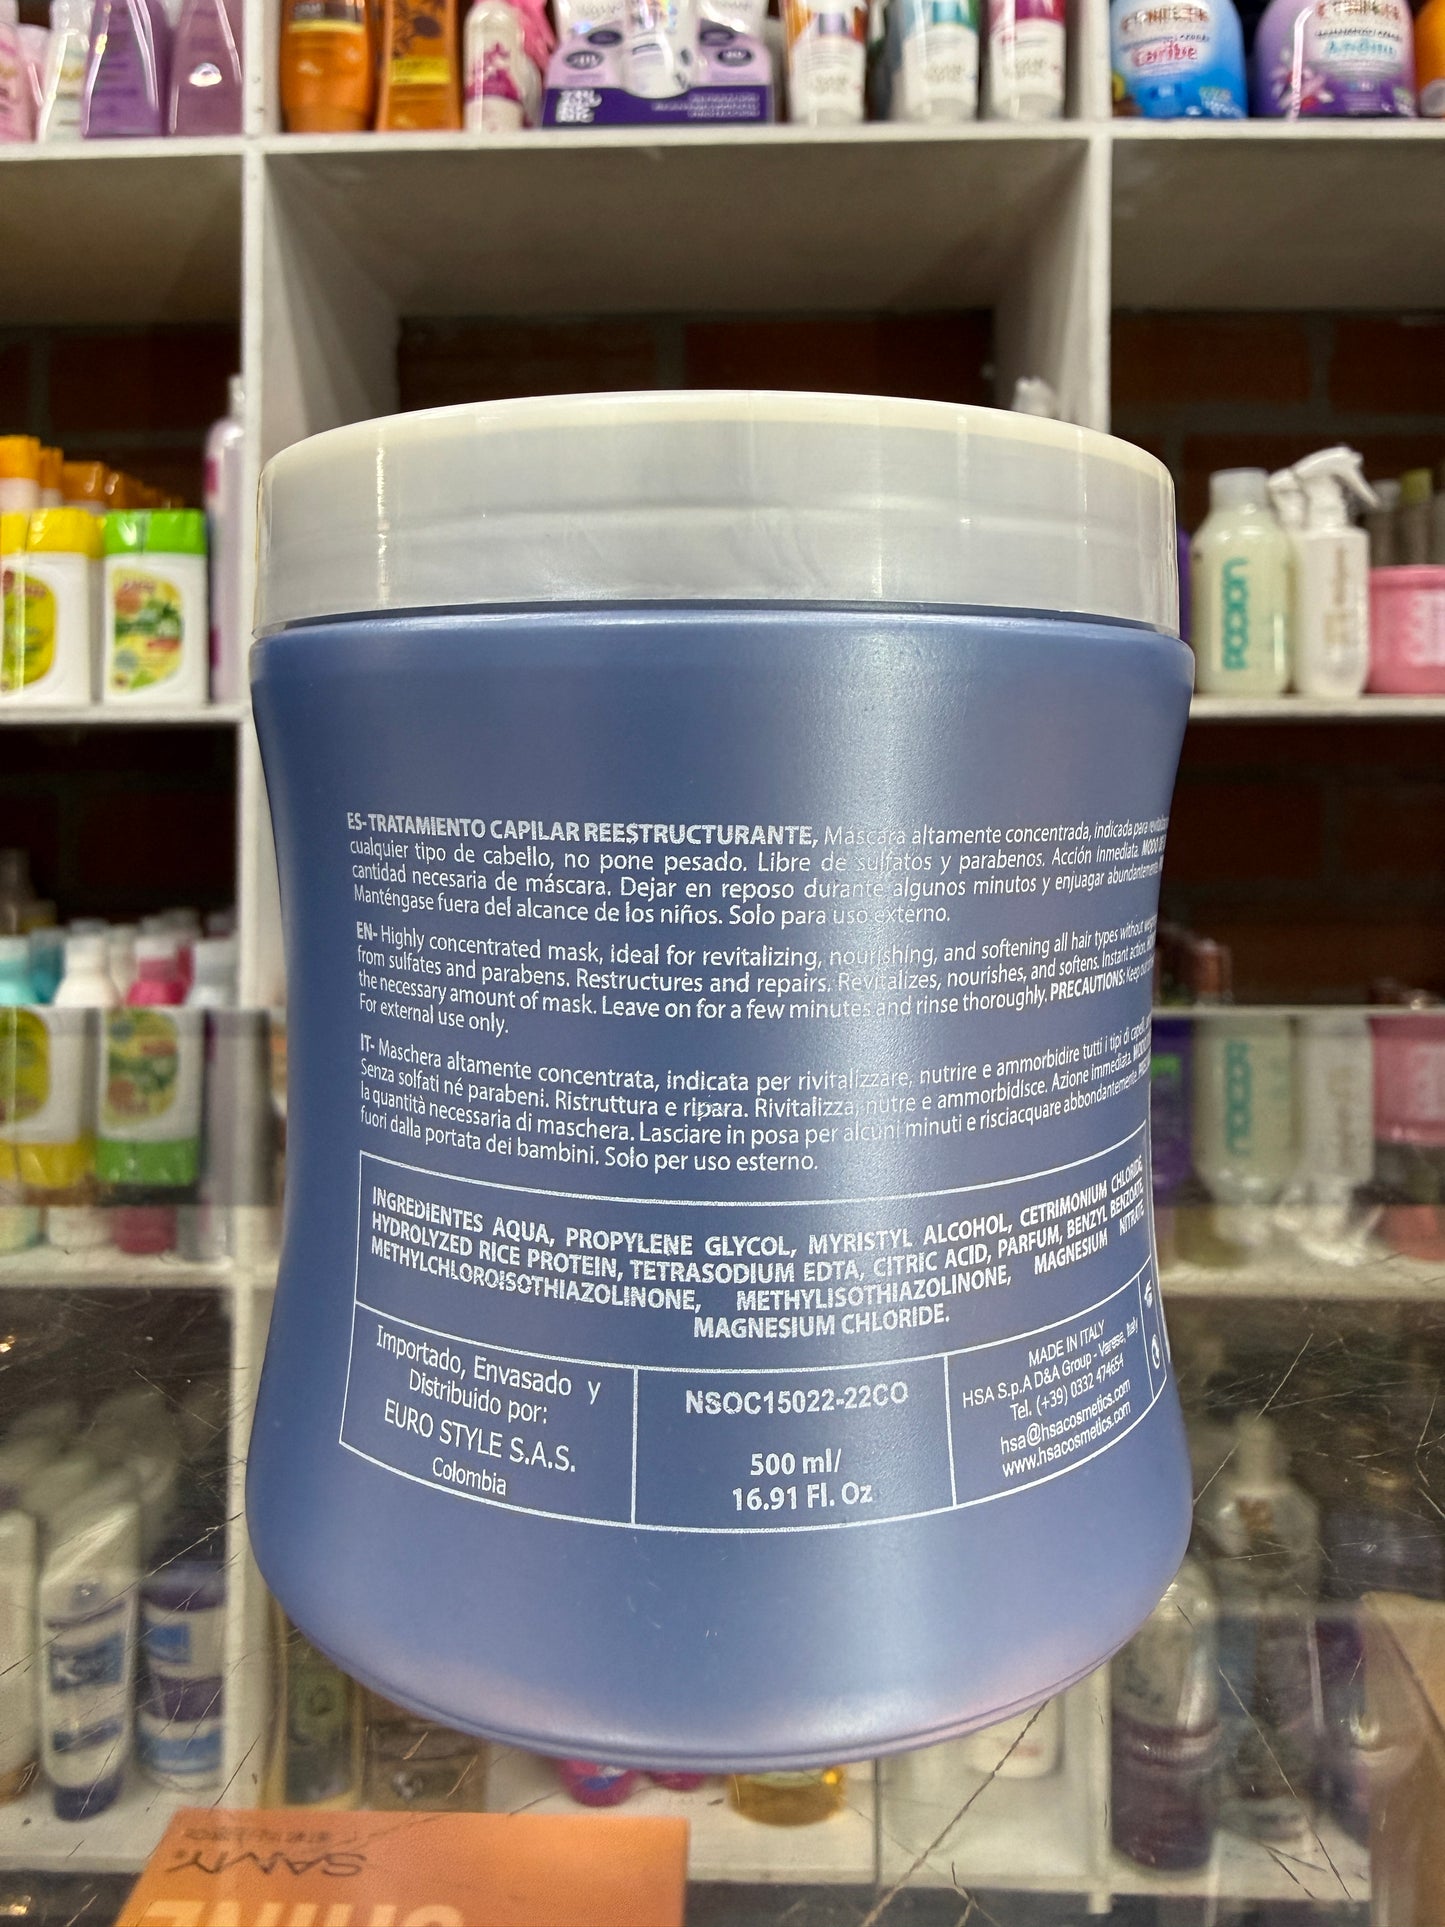 ES-TRATAMIENTO CAPILAR REESTRUCTURANTE, Máscara altamente concentrada, indicada para
cualquier tipo de cabello, no pone pesado. Libre de sulfatos y parabenos. Acción inmediata. MODO DE
cantidad necesaria de máscara. Dejar en reposo durante algunos minutos y enjuagar abundantemente.
Manténgase fuera del alcance de los niños. Solo para uso externo.
EN- Highly concentrated mask, ideal for revitalizing, nourishing, and softening all hair types without
from sulfates and parabens. Restructures and repairs. Revitalizes, nourishes, and softens. Instant action.
the necessary amount of mask. Leave on for a few minutes and rinse thoroughly. PRECAUTIONS: Keep
For external use only.
IT- Maschera altamente concentrata, indicata per rivitalizzare, nutrire e ammorbidire tutti i tipi di capelli,
Senza solfati né parabeni. Ristruttura e ripara. Rivitalizza, nutre e ammorbidisce. Azione immediata. MODO
la quantità necessaria di maschera. Lasciare in posa per alcuni minuti e risciacquare abbondantemente.
fuori dalla portata dei bambini. Solo per uso esterno.
INGREDIENTES AQUA, PROPYLENE GLYCOL, MYRISTYL ALCOHOL, CETRIMONIUM CHLORIDE,
HYDROLYZED RICE PROTEIN, TETRASODIUM EDTA, CITRIC ACID, PARFUM, BENZYL BENZOATE,
METHYLCHLOROISOTHIAZOLINONE, METHYLISOTHIAZOLINONE, MAGNESIUM NITRATE,
MAGNESIUM CHLORIDE.
Importado, Envasado y
Distribuido por:
EURO STYLE S.A.S.
Colombia
NSOC15022-22CO
500 ml/
16.91 Fl. Oz
MADE IN ITALY
HSA S.p.A D&A Group - Varese, Italy
Tel. (+39) 0332 474654
hsa@hsacosmetics.com
www.hsacosmetics.com
SAMY
SHINE